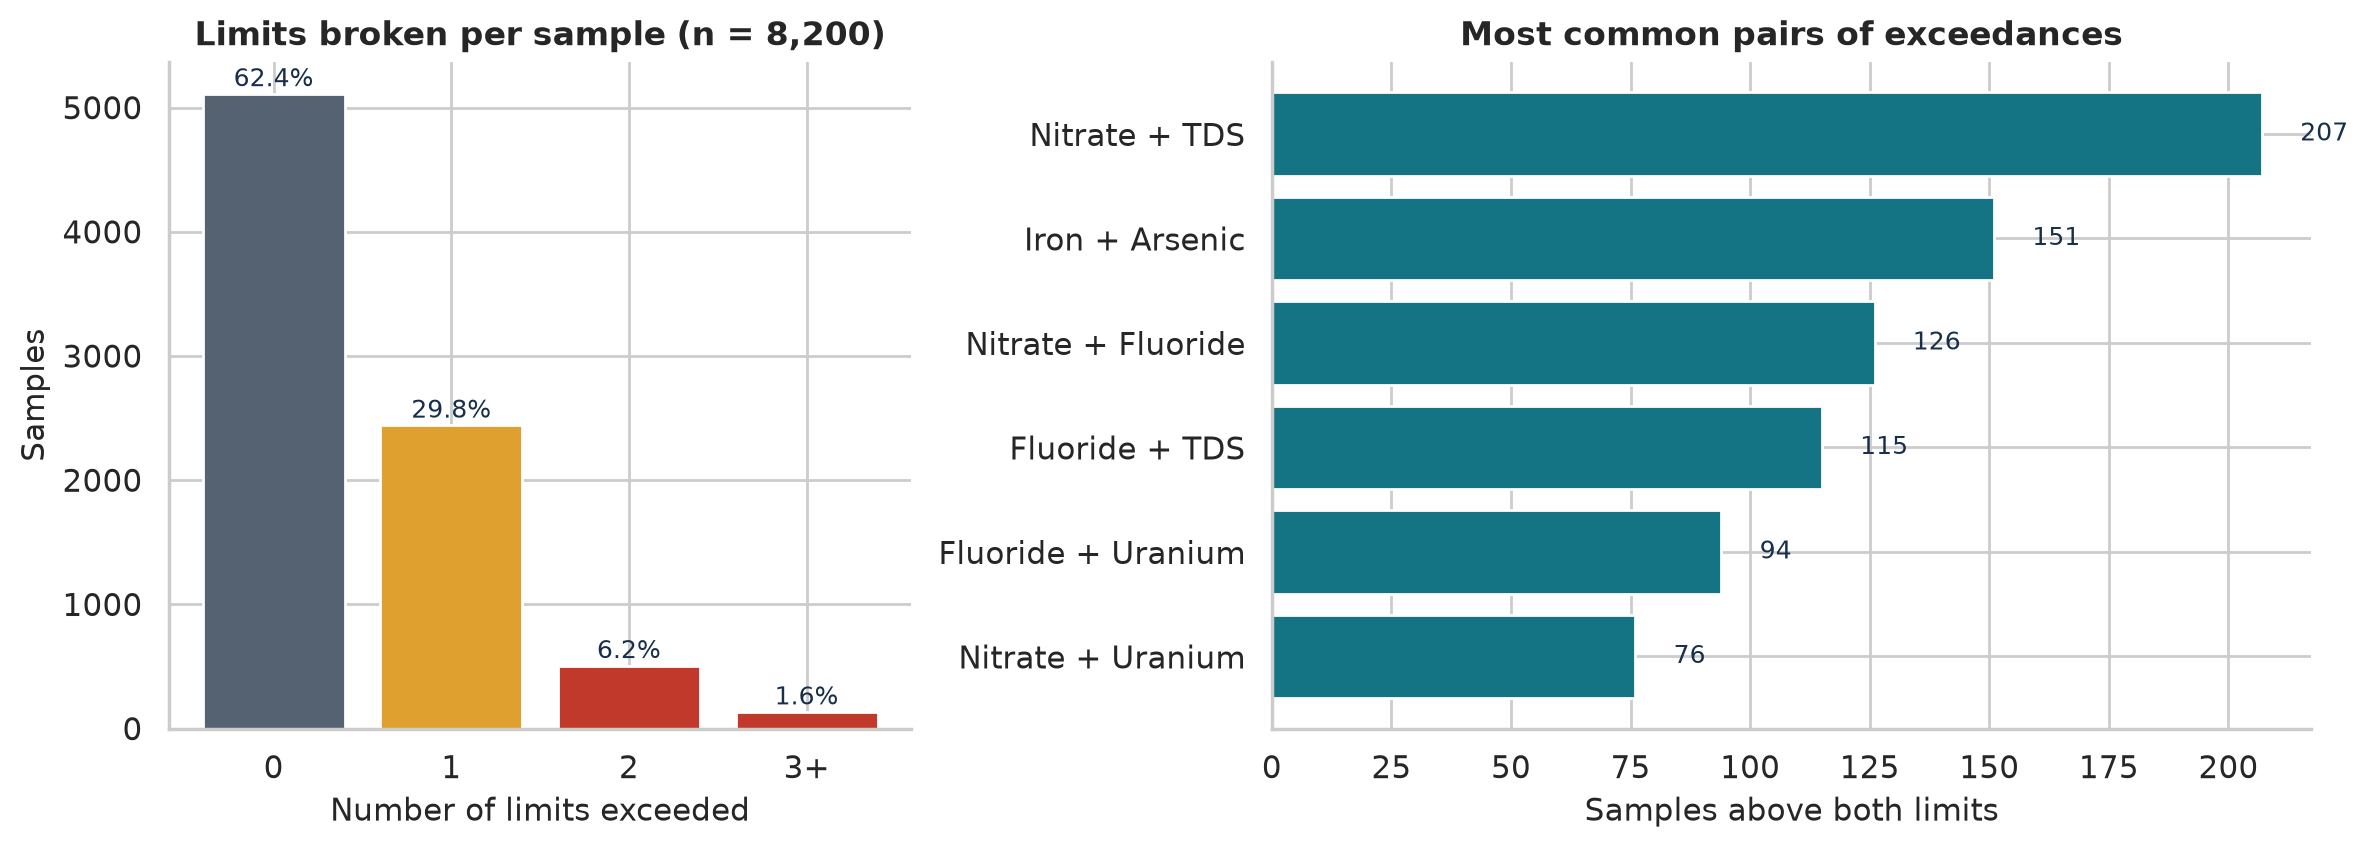 Limits broken per sample (n = 8,200)
Samples
5000
4000
3000
2000
1000
0
62.4%
29.8%
6.2%
1.6%
0 1 2 3+
Number of limits exceeded
Most common pairs of exceedances
Nitrate + TDS 207
Iron + Arsenic 151
Nitrate + Fluoride 126
Fluoride + TDS 115
Fluoride + Uranium 94
Nitrate + Uranium 76
0 25 50 75 100 125 150 175 200
Samples above both limits